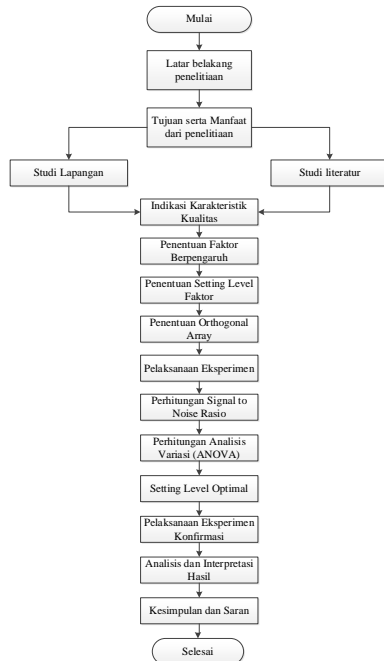 Mulai
Latar belakang
penelitiaan
Tujuan serta Manfaat
dari penelitiaan
Studi Lapangan
Studi literatur
Indikasi Karakteristik
Kualitas
Penentuan Faktor
Berpengaruh
Penentuan Setting Level
Faktor
Penentuan Orthogonal
Array
Pelaksanaan Eksperimen
Perhitungan Signal to
Noise Rasio
Perhitungan Analisis
Variasi (ANOVA)
Setting Level Optimal
Pelaksanaan Eksperimen
Konfirmasi
Analisis dan Interpretasi
Hasil
Kesimpulan dan Saran
Selesai